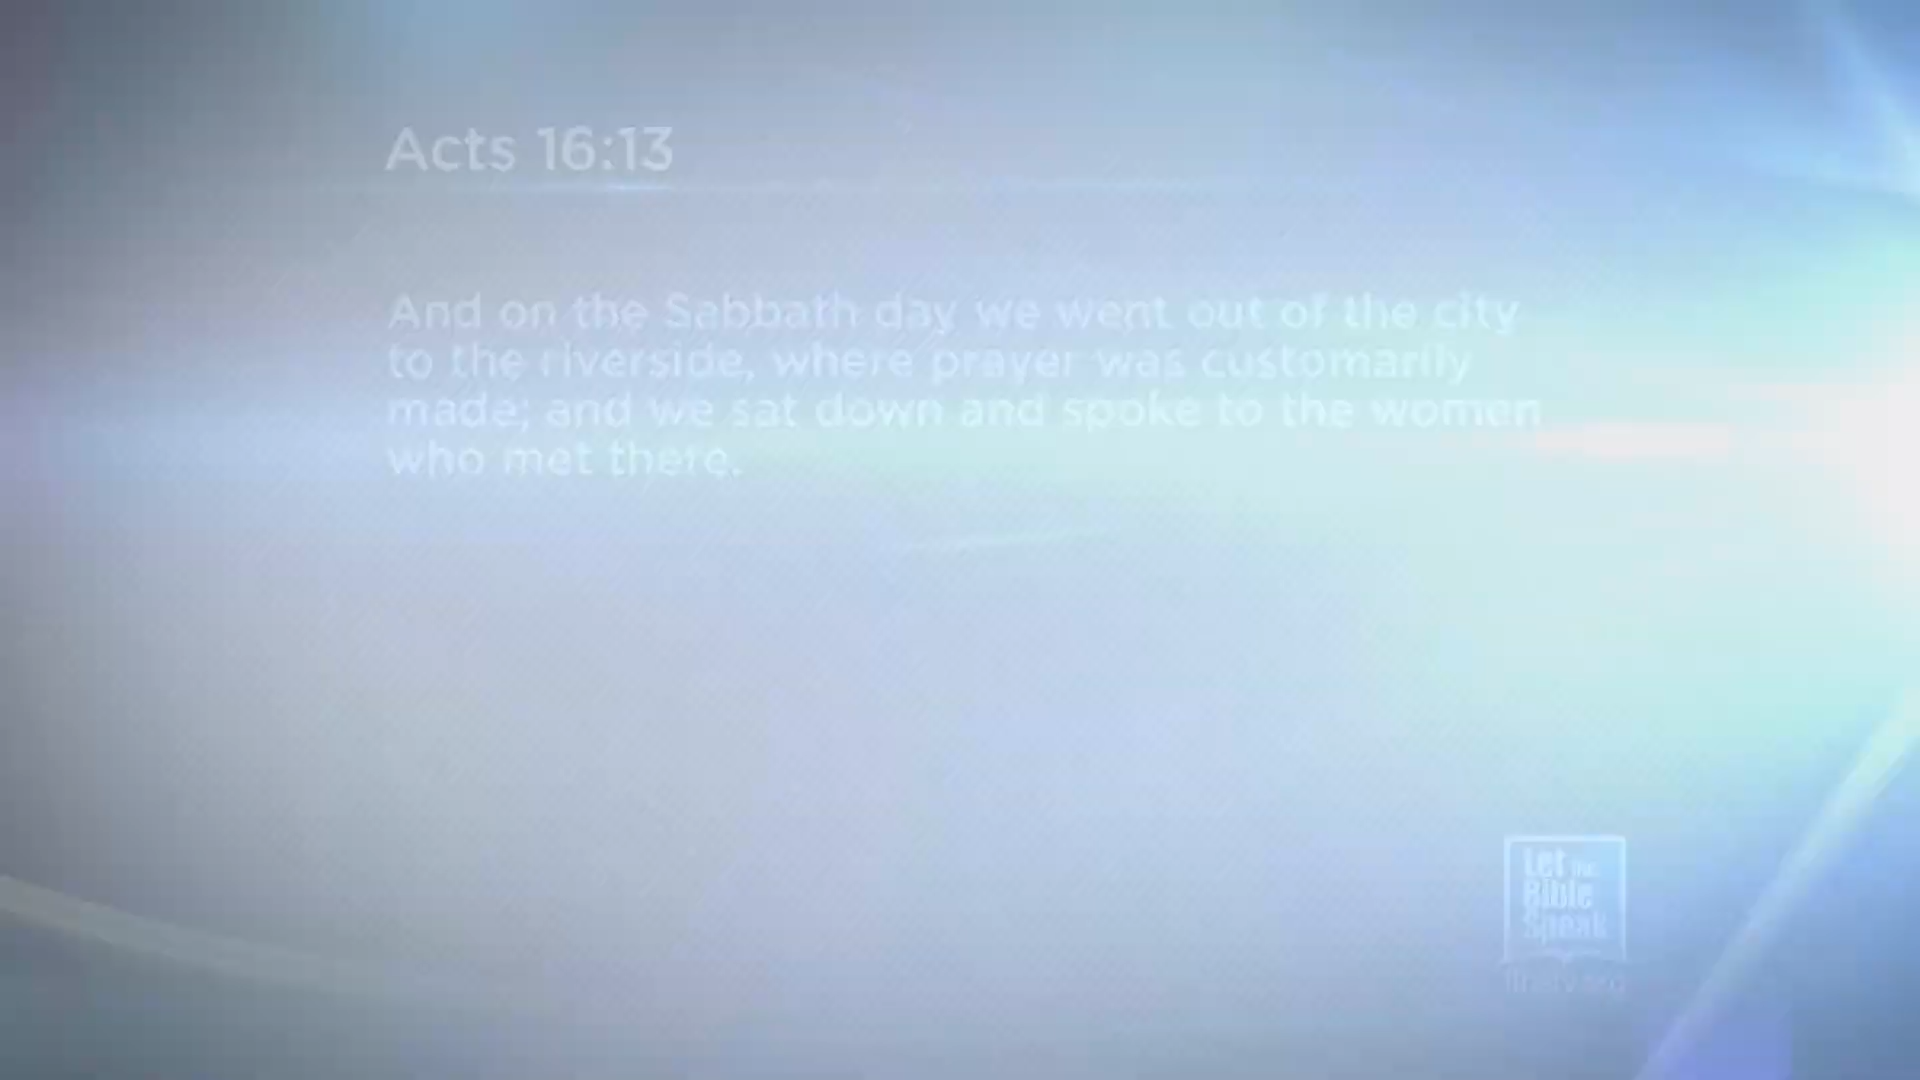 Acts 16:13
And on the Sabbath day we went out of the city
to the riverside, where prayer was customarily
made; and we sat down and spoke to the women
who met there.
Let the
Bible
Speak